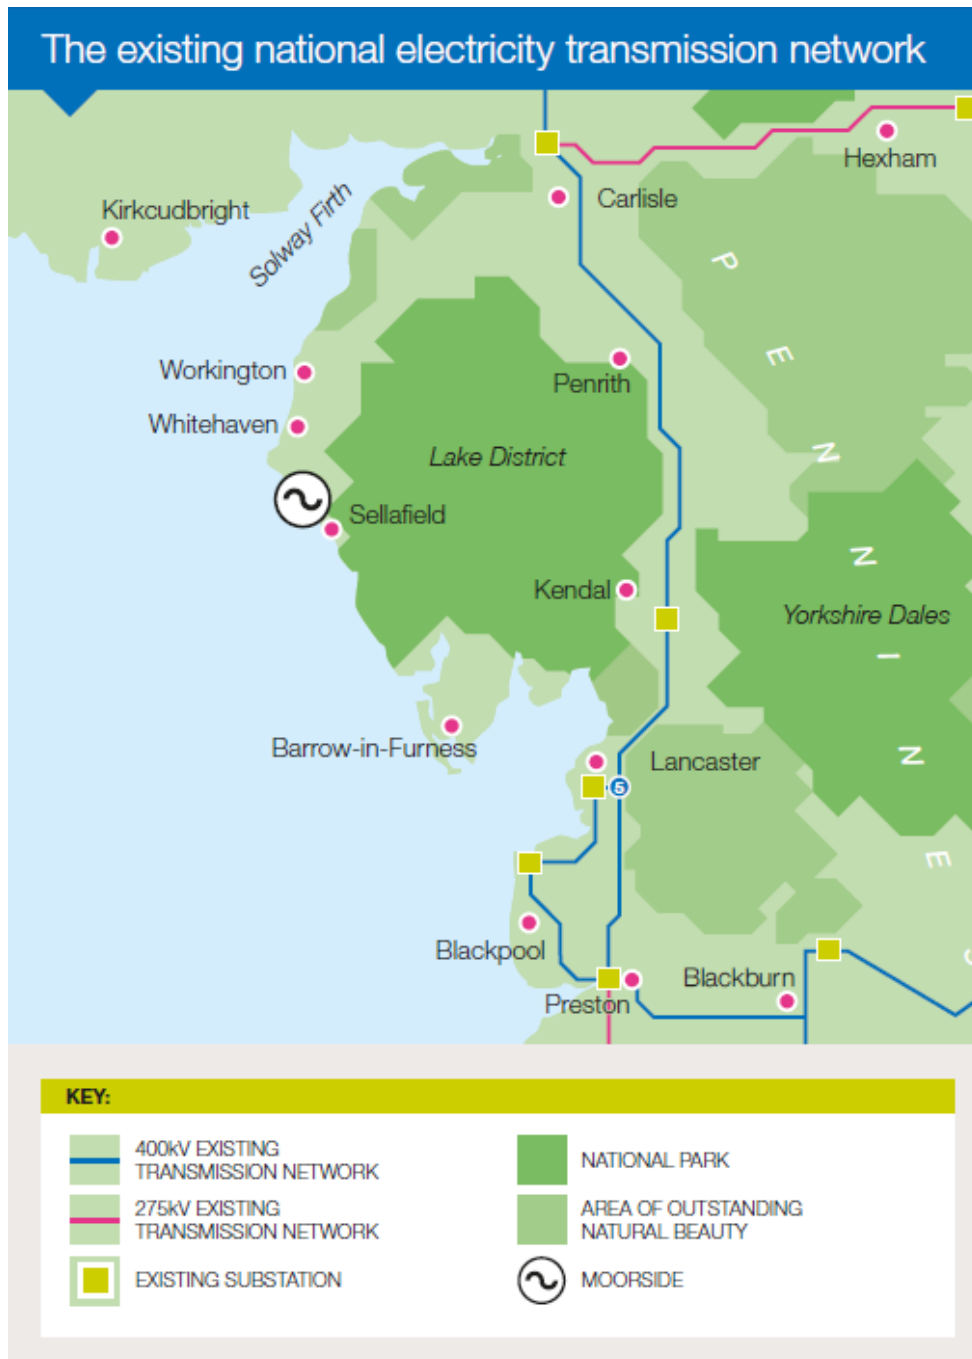 The existing national electricity transmission network
Hexham
Carlisle
Kirkcudbright
Solway Firth
P
E
N
N
I
N
E
S
Workington
Penrith
Whitehaven
Lake District
Sellafield
Kendal
Yorkshire Dales
Barrow-in-Furness
Lancaster
5
Blackpool
Blackburn
Preston
KEY:
400kV EXISTING
TRANSMISSION NETWORK
275kV EXISTING
TRANSMISSION NETWORK
EXISTING SUBSTATION
NATIONAL PARK
AREA OF OUTSTANDING
NATURAL BEAUTY
MOORSIDE